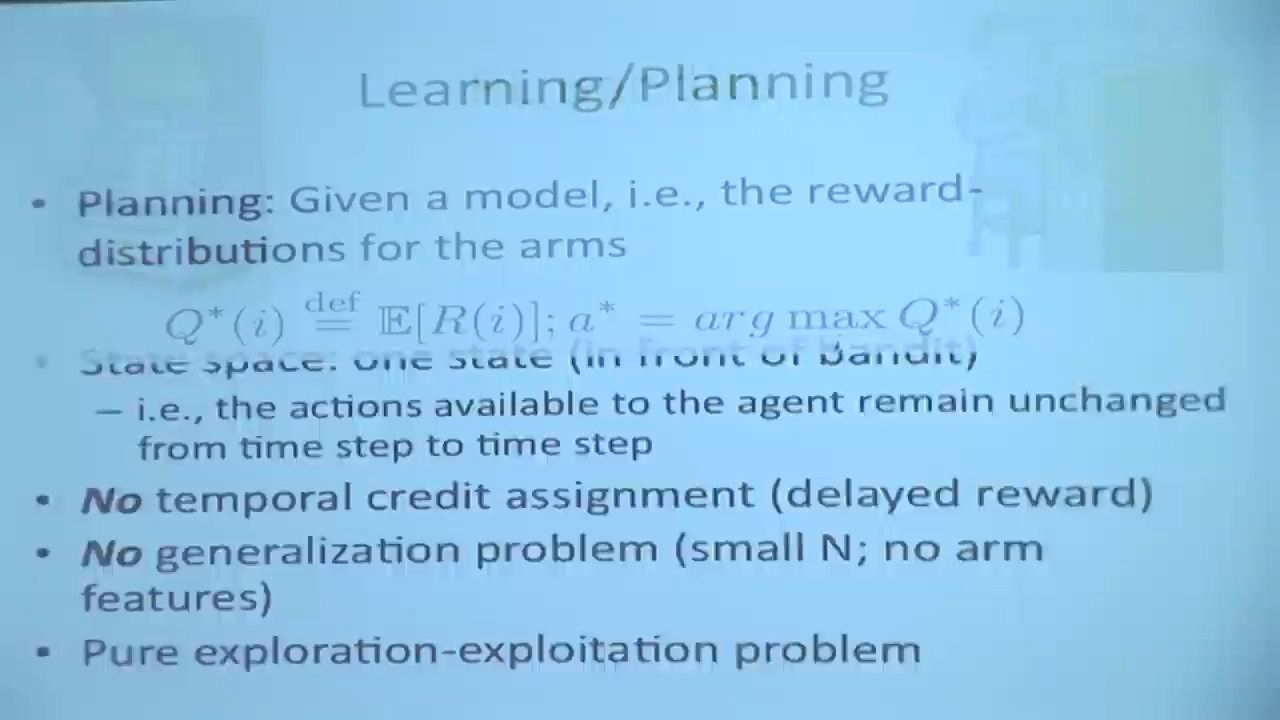 Learning/Planning
• Planning: Given a model, i.e., the reward-
distributions for the arms
Q*(i) def= 𝔼[R(i)]; a* = arg max Q*(i)
• State space: one state (in front of bandit)
– i.e., the actions available to the agent remain unchanged
from time step to time step
• No temporal credit assignment (delayed reward)
• No generalization problem (small N; no arm
features)
• Pure exploration-exploitation problem